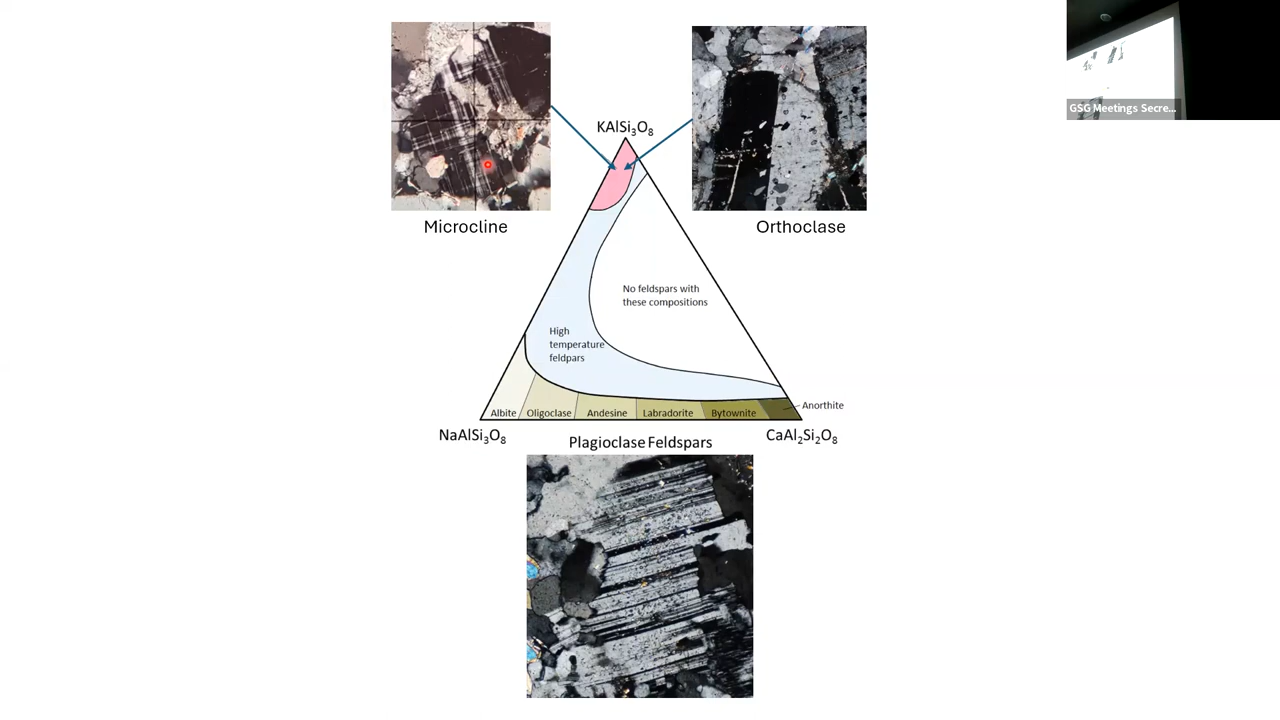 GSG Meetings Secre...
KAlSi₃O₈
Microcline
Orthoclase
No feldspars with
these compositions
High
temperature
feldpars
Albite
Oligoclase
Andesine
Labradorite
Bytownite
Anorthite
NaAlSi₃O₈
Plagioclase Feldspars
CaAl₂Si₂O₈